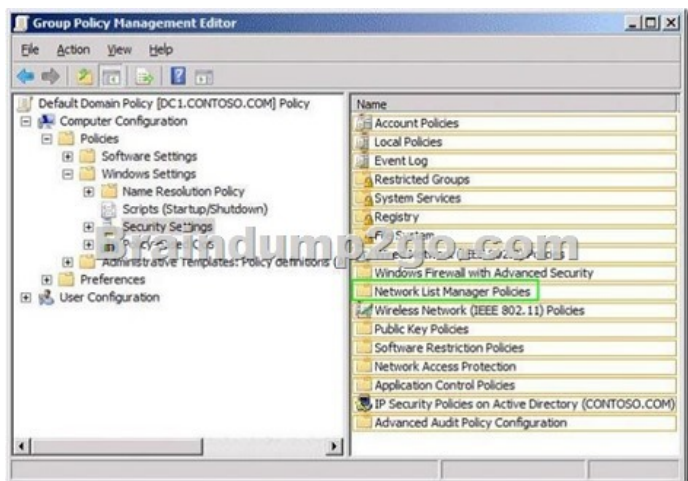 Group Policy Management Editor
File Action View Help
Default Domain Policy [DC1.CONTOSO.COM] Policy
Computer Configuration
Policies
Software Settings
Windows Settings
Name Resolution Policy
Scripts (Startup/Shutdown)
Security Settings
Administrative Templates: Policy definitions (
Preferences
User Configuration
Name
Account Policies
Local Policies
Event Log
Restricted Groups
System Services
Registry
File System
Windows Firewall with Advanced Security
Network List Manager Policies
Wireless Network (IEEE 802.11) Policies
Public Key Policies
Software Restriction Policies
Network Access Protection
Application Control Policies
IP Security Policies on Active Directory (CONTOSO.COM)
Advanced Audit Policy Configuration
Braindump2go.com